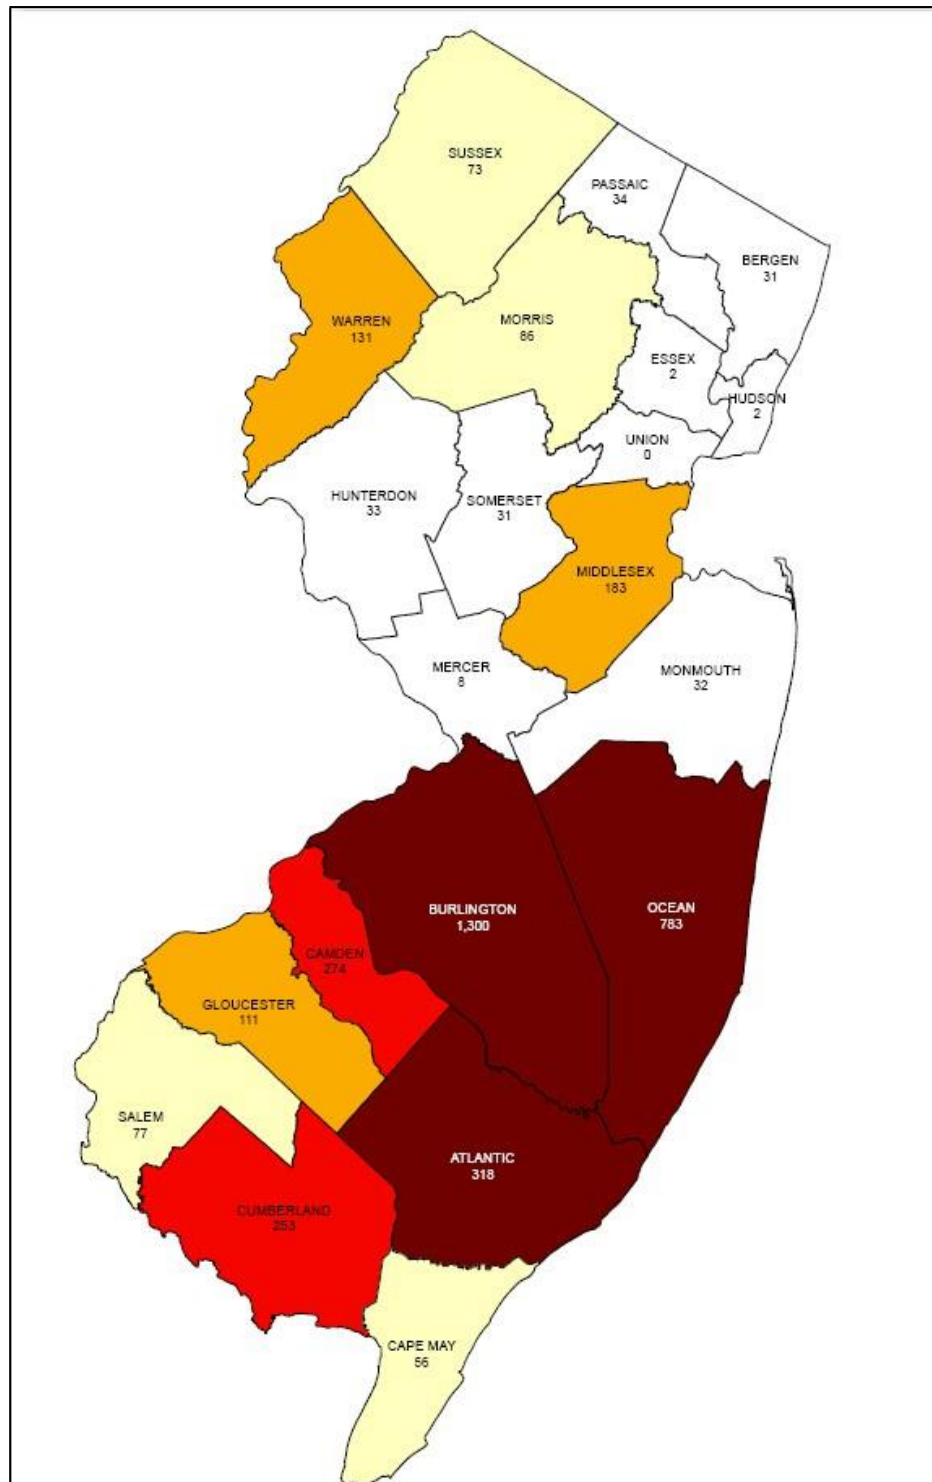 SUSSEX
73
PASSAIC
34
BERGEN
31
WARREN
131
MORRIS
86
ESSEX
2
HUDSON
2
UNION
0
HUNTERDON
33
SOMERSET
31
MIDDLESEX
183
MERCER
8
MONMOUTH
32
BURLINGTON
1,300
OCEAN
783
CAMDEN
274
GLOUCESTER
111
SALEM
77
ATLANTIC
318
CUMBERLAND
253
CAPE MAY
56